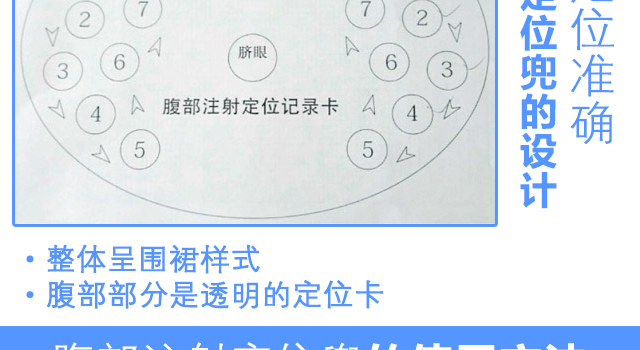 2 7 7 2
3 6 脐眼 6 3
4 腹部注射定位记录卡 4
5 5
位准确
位兜的设计
• 整体呈围裙样式
• 腹部部分是透明的定位卡